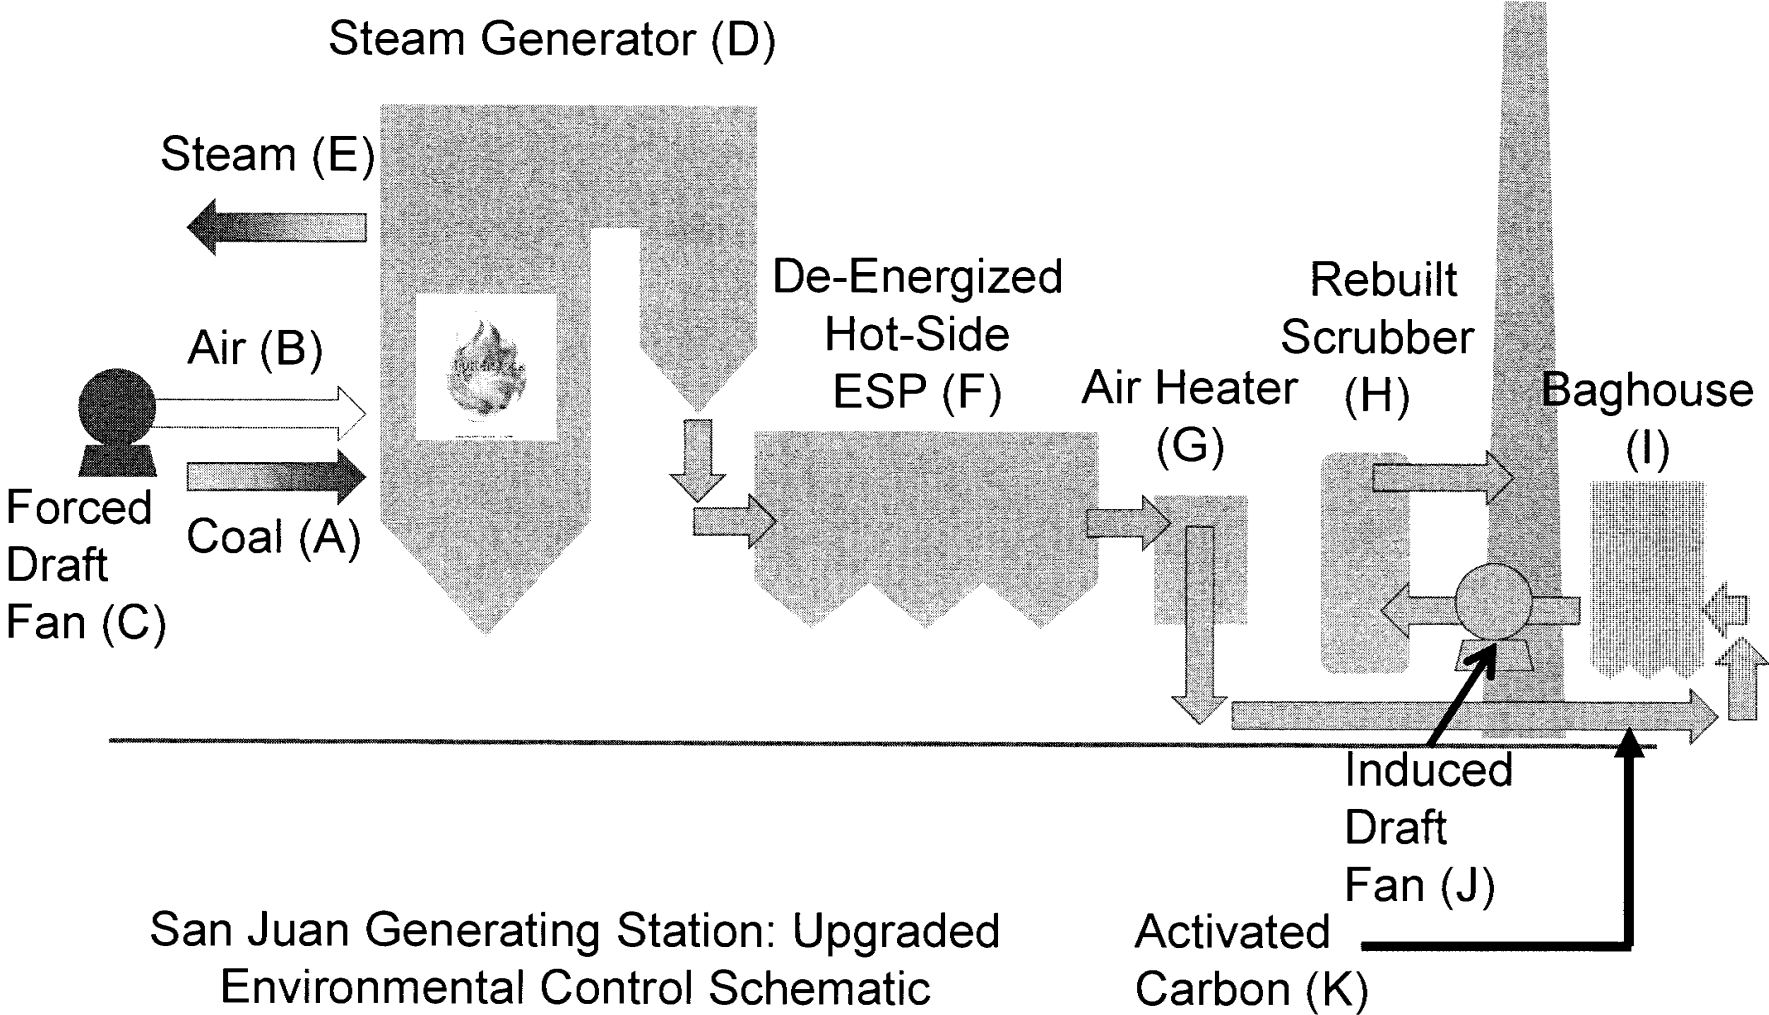 Steam Generator (D)
Steam (E)
Air (B)
Forced
Draft
Fan (C)
Coal (A)
De-Energized
Hot-Side
ESP (F)
Air Heater
(G)
Rebuilt
Scrubber
(H)
Baghouse
(I)
Induced
Draft
Fan (J)
Activated
Carbon (K)
San Juan Generating Station: Upgraded
Environmental Control Schematic